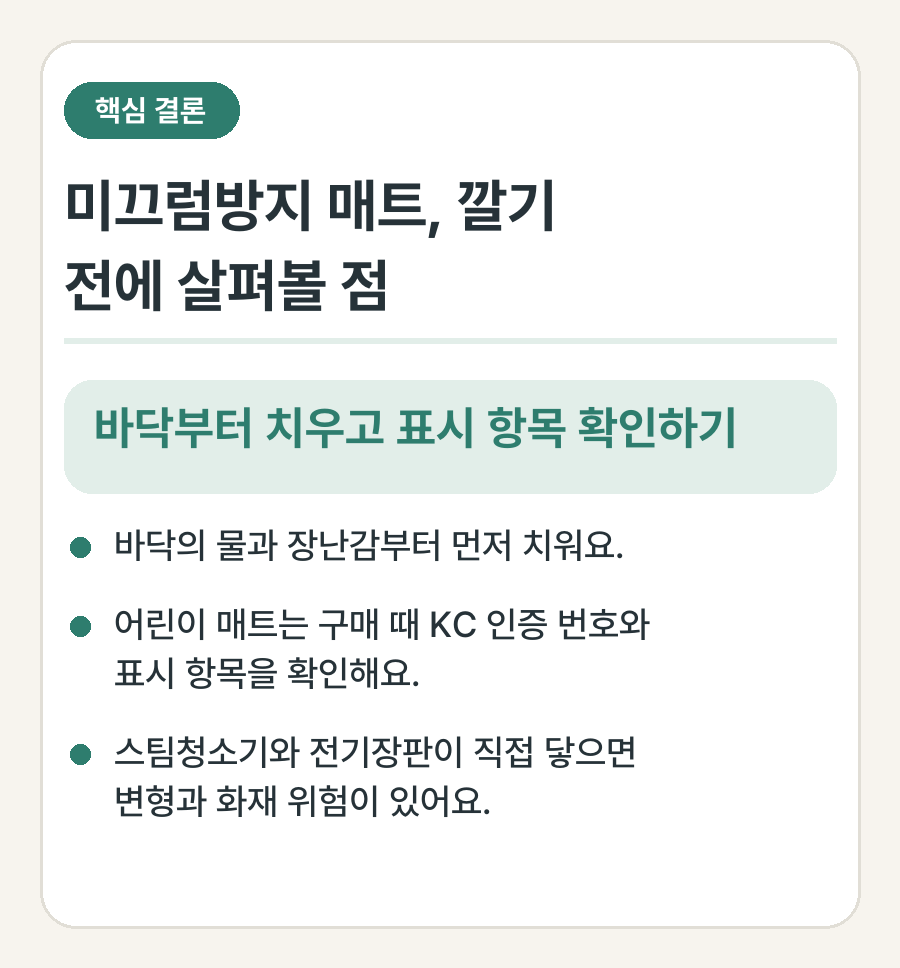 핵심 결론
미끄럼방지 매트, 깔기
전에 살펴볼 점
바닥부터 치우고 표시 항목 확인하기
바닥의 물과 장난감부터 먼저 치워요.
어린이 매트는 구매 때 KC 인증 번호와
표시 항목을 확인해요.
스팀청소기와 전기장판이 직접 닿으면
변형과 화재 위험이 있어요.